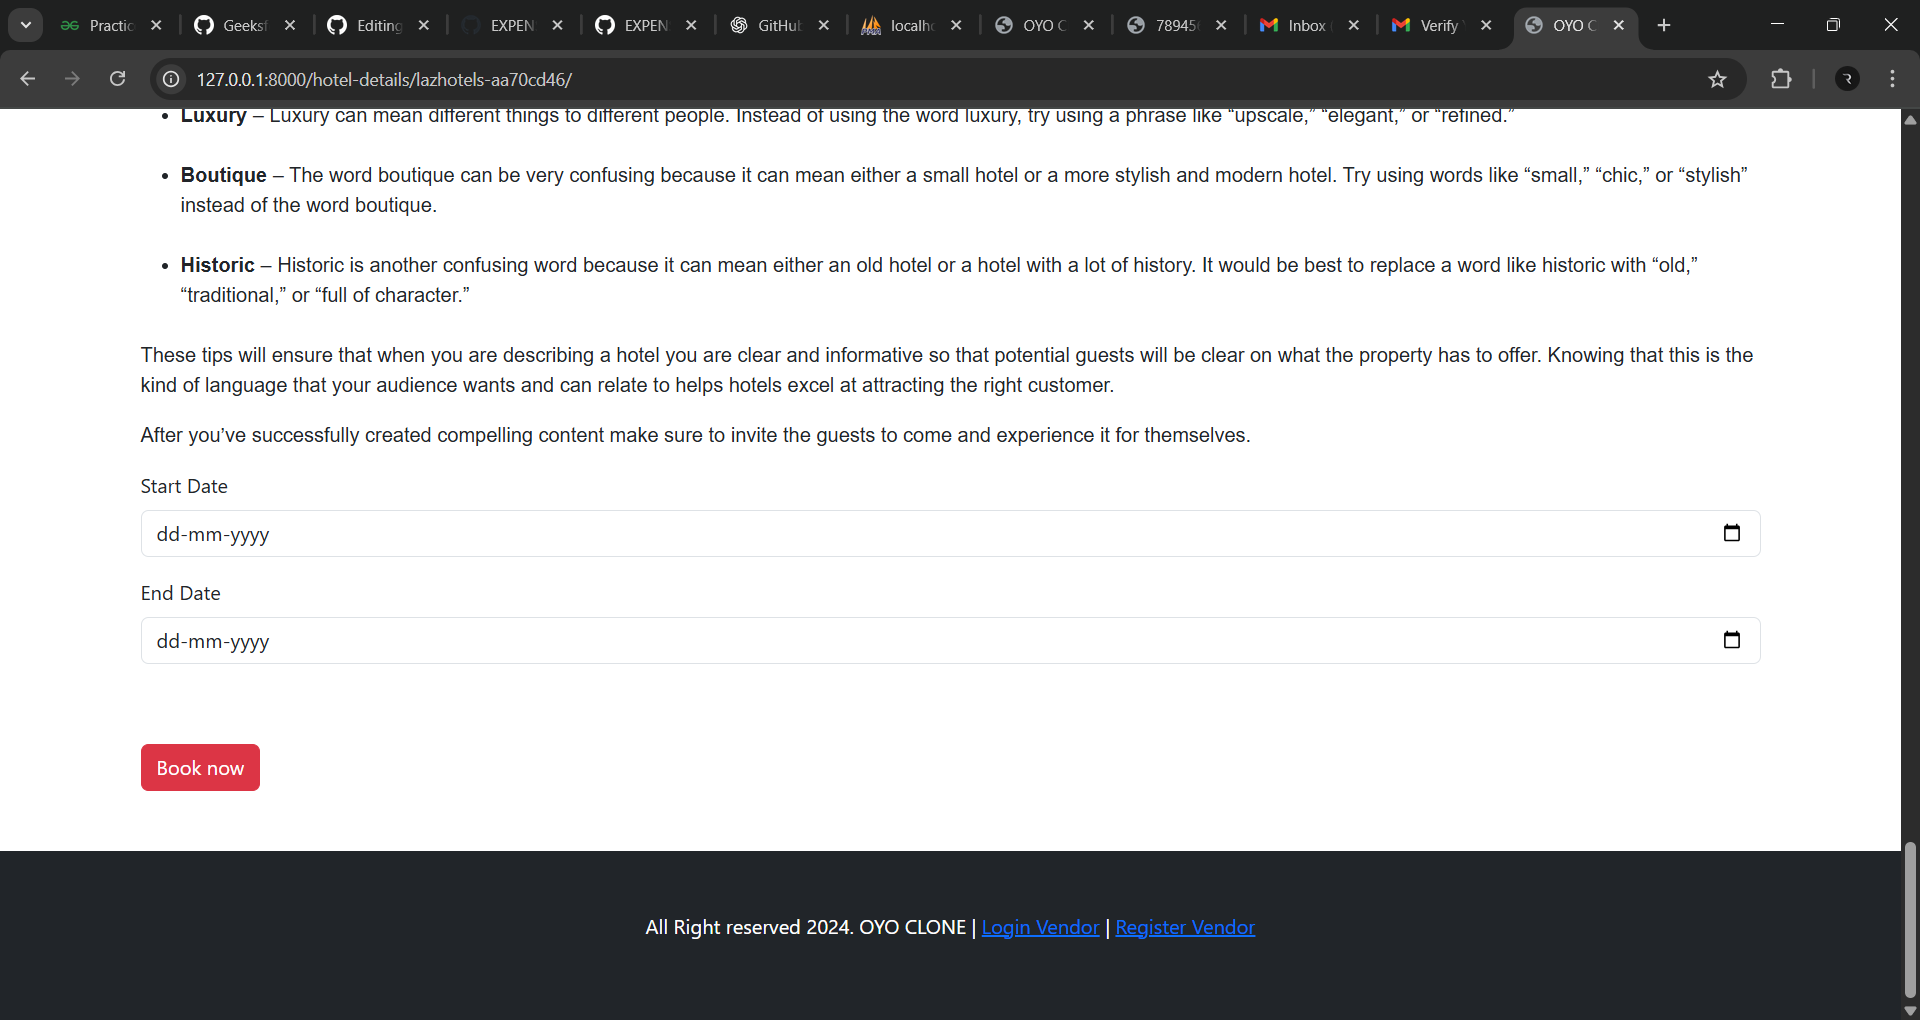 Practic
Geeksf
Editing
EXPEN
EXPEN
GitHub
localho
OYO C
78945
Inbox
Verify
OYO C
127.0.0.1:8000/hotel-details/lazhotels-aa70cd46/
• Luxury – Luxury can mean different things to different people. Instead of using the word luxury, try using a phrase like “upscale,” “elegant,” or “refined.”
• Boutique – The word boutique can be very confusing because it can mean either a small hotel or a more stylish and modern hotel. Try using words like “small,” “chic,” or “stylish”
instead of the word boutique.
• Historic – Historic is another confusing word because it can mean either an old hotel or a hotel with a lot of history. It would be best to replace a word like historic with “old,”
“traditional,” or “full of character.”
These tips will ensure that when you are describing a hotel you are clear and informative so that potential guests will be clear on what the property has to offer. Knowing that this is the
kind of language that your audience wants and can relate to helps hotels excel at attracting the right customer.
After you’ve successfully created compelling content make sure to invite the guests to come and experience it for themselves.
Start Date
dd-mm-yyyy
End Date
dd-mm-yyyy
Book now
All Right reserved 2024. OYO CLONE | Login Vendor | Register Vendor